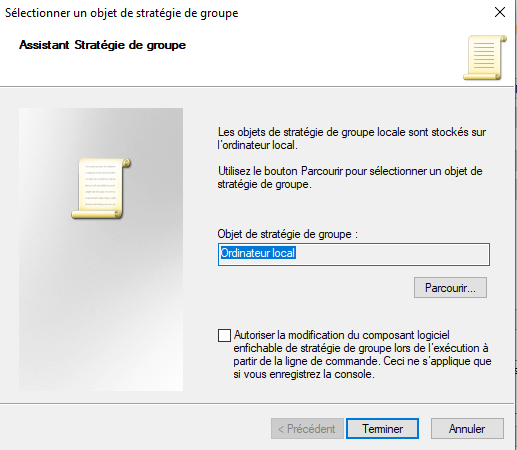 Sélectionner un objet de stratégie de groupe
Assistant Stratégie de groupe
Les objets de stratégie de groupe locale sont stockés sur
l'ordinateur local.
Utilisez le bouton Parcourir pour sélectionner un objet de
stratégie de groupe.
Objet de stratégie de groupe :
Ordinateur local
Parcourir...
Autoriser la modification du composant logiciel
enfichable de stratégie de groupe lors de l'exécution à
partir de la ligne de commande. Ceci ne s'applique que
si vous enregistrez la console.
< Précédent
Terminer
Annuler